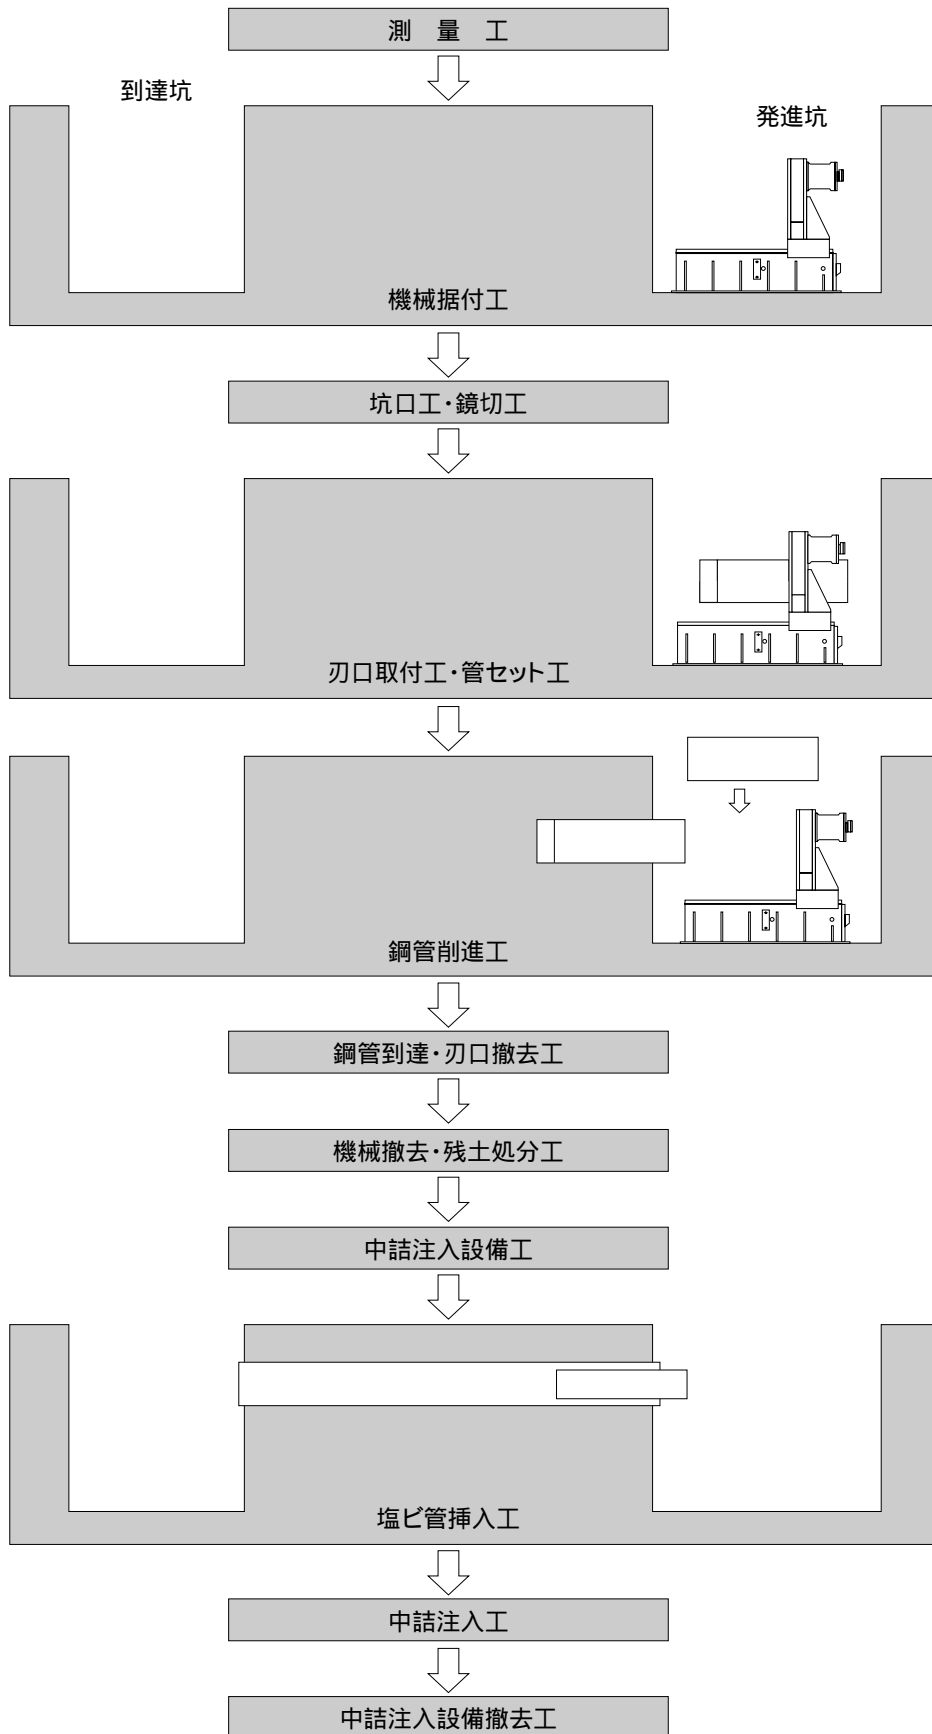 測 量 工
到達坑
発進坑
機械据付工
坑口工・鏡切工
刃口取付工・管セット工
鋼管削進工
鋼管到達・刃口撤去工
機械撤去・残土処分工
中詰注入設備工
塩ビ管挿入工
中詰注入工
中詰注入設備撤去工